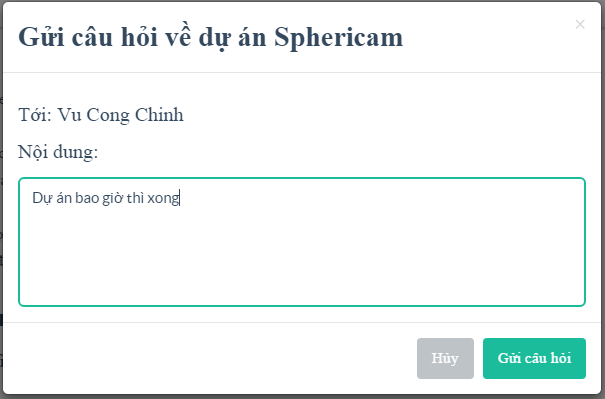 Gửi câu hỏi về dự án Sphericam
×
Tới: Vu Cong Chinh
Nội dung:
Dự án bao giờ thì xong
Hủy
Gửi câu hỏi